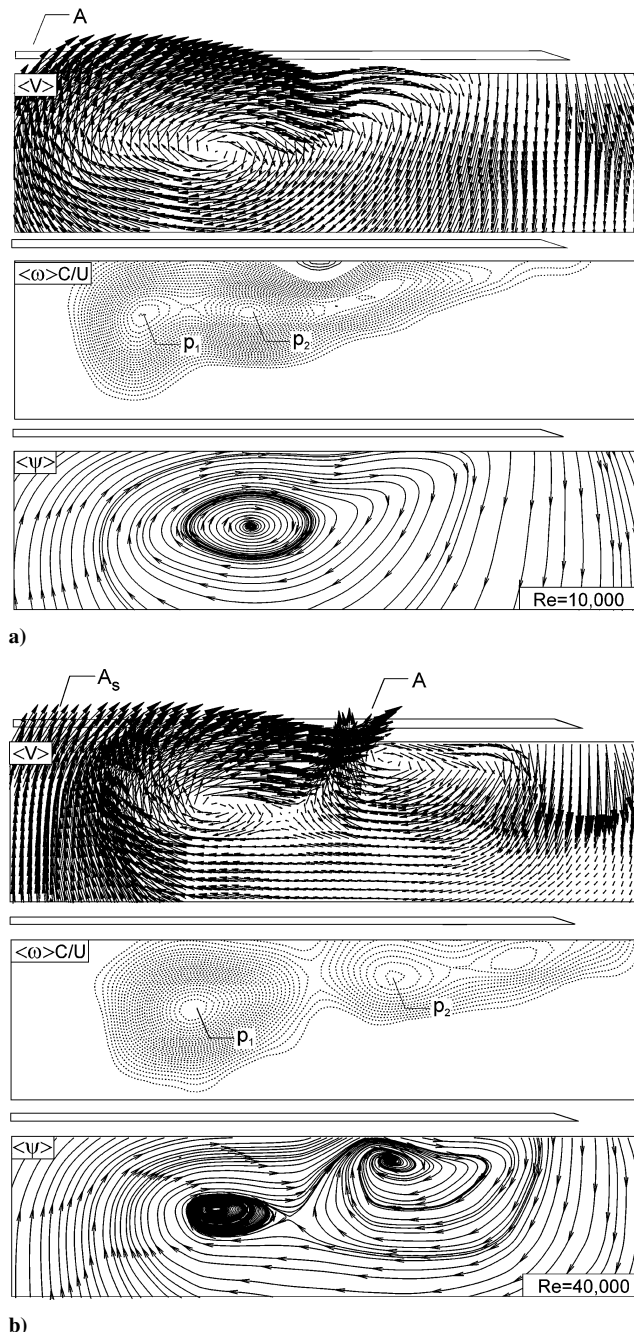 A
<V>
<ω>C/U
p₁
p₂
<ψ>
Re=10,000
a)
Aₛ
A
<V>
<ω>C/U
p₁
p₂
<ψ>
Re=40,000
b)